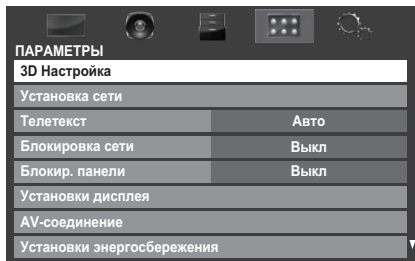 ПАРАМЕТРЫ
3D Настройка
Установка сети
Телетекст Авто
Блокировка сети Выкл
Блокир. панели Выкл
Установки дисплея
AV-соединение
Установки энергосбережения